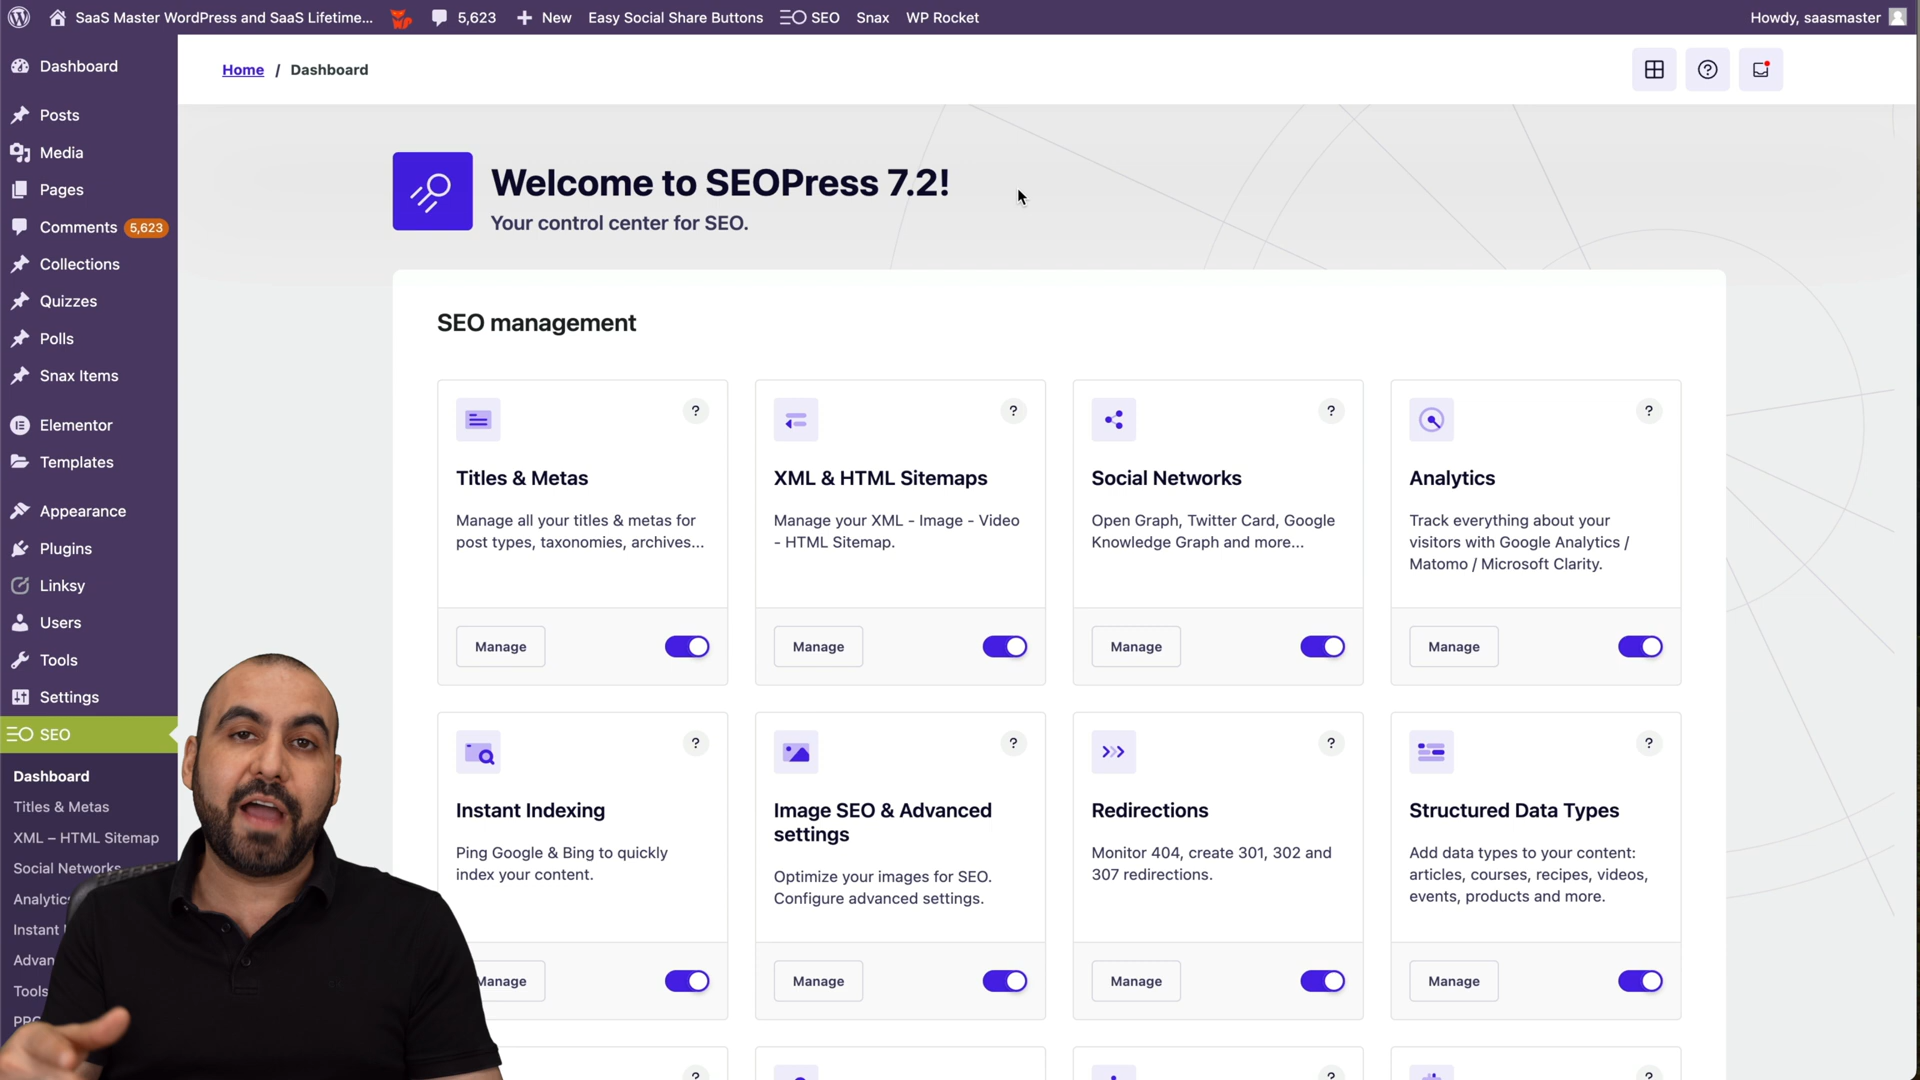 SaaS Master WordPress and SaaS Lifetime...
5,623
New
Easy Social Share Buttons
SEO
Snax
WP Rocket
Howdy, saasmaster
Dashboard
Posts
Media
Pages
Comments 5,623
Collections
Quizzes
Polls
Snax Items
Elementor
Templates
Appearance
Plugins
Linksy
Users
Tools
Settings
SEO
Dashboard
Titles & Metas
XML – HTML Sitemap
Social Networks
Analytics
Instant
Tools
Home / Dashboard
Welcome to SEOPress 7.2!
Your control center for SEO.
SEO management
?
Titles & Metas
Manage all your titles & metas for
post types, taxonomies, archives...
Manage
?
XML & HTML Sitemaps
Manage your XML - Image - Video
- HTML Sitemap.
Manage
?
Social Networks
Open Graph, Twitter Card, Google
Knowledge Graph and more...
Manage
?
Analytics
Track everything about your
visitors with Google Analytics /
Matomo / Microsoft Clarity.
Manage
?
Instant Indexing
Ping Google & Bing to quickly
index your content.
Manage
?
Image SEO & Advanced
settings
Optimize your images for SEO.
Configure advanced settings.
Manage
?
Redirections
Monitor 404, create 301, 302 and
307 redirections.
Manage
?
Structured Data Types
Add data types to your content:
articles, courses, recipes, videos,
events, products and more.
Manage
?
?
?
?